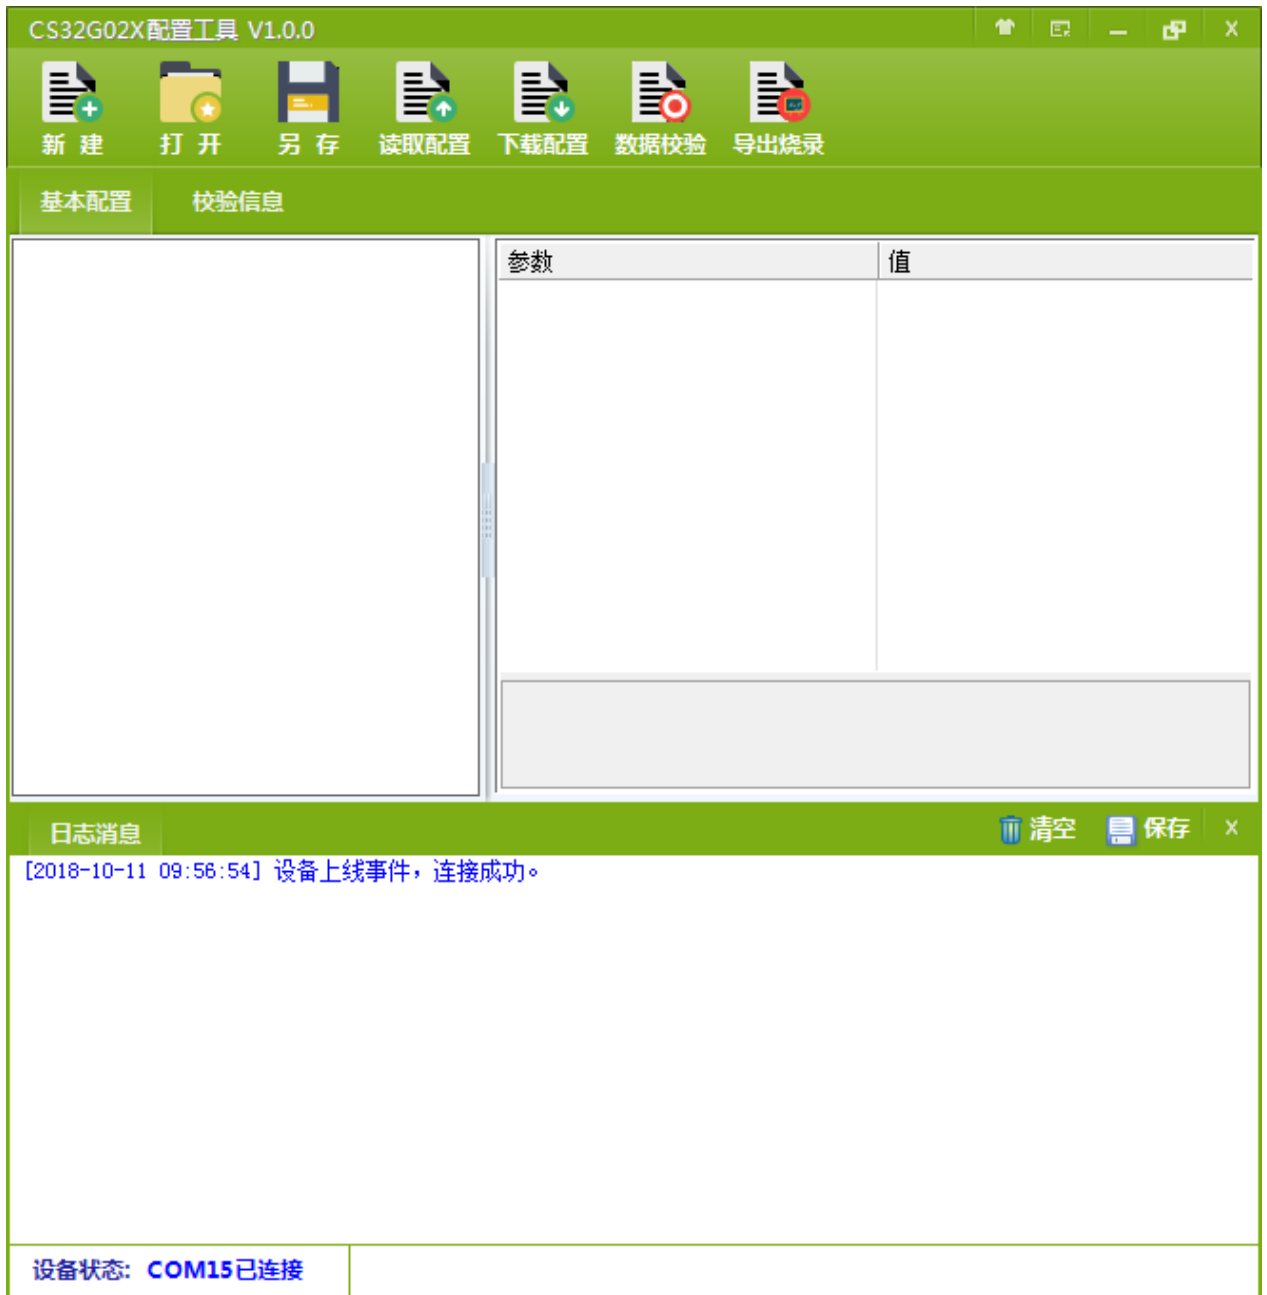 CS32G02X配置工具 V1.0.0
新 建 打 开 另 存 读取配置 下载配置 数据校验 导出烧录
基本配置 校验信息
参数 值
日志消息 清空 保存
[2018-10-11 09:56:54] 设备上线事件，连接成功。
设备状态: COM15已连接